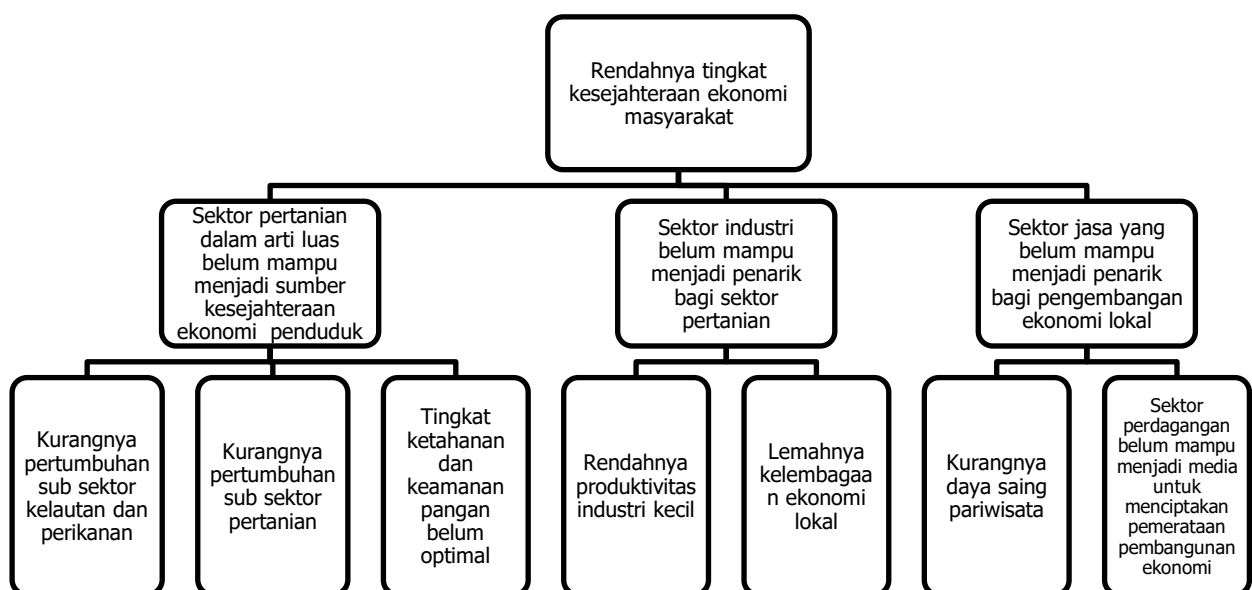 Rendahnya tingkat
kesejahteraan ekonomi
masyarakat
Sektor pertanian
dalam arti luas
belum mampu
menjadi sumber
kesejahteraan
ekonomi  penduduk
Sektor industri
belum mampu
menjadi penarik
bagi sektor
pertanian
Sektor jasa yang
belum mampu
menjadi penarik
bagi pengembangan
ekonomi lokal
Kurangnya
pertumbuhan
sub sektor
kelautan dan
perikanan
Kurangnya
pertumbuhan
sub sektor
pertanian
Tingkat
ketahanan
dan
keamanan
pangan
belum
optimal
Rendahnya
produktivitas
industri kecil
Lemahnya
kelembagaa
n ekonomi
lokal
Kurangnya
daya saing
pariwisata
Sektor
perdagangan
belum mampu
menjadi media
untuk
menciptakan
pemerataan
pembangunan
ekonomi